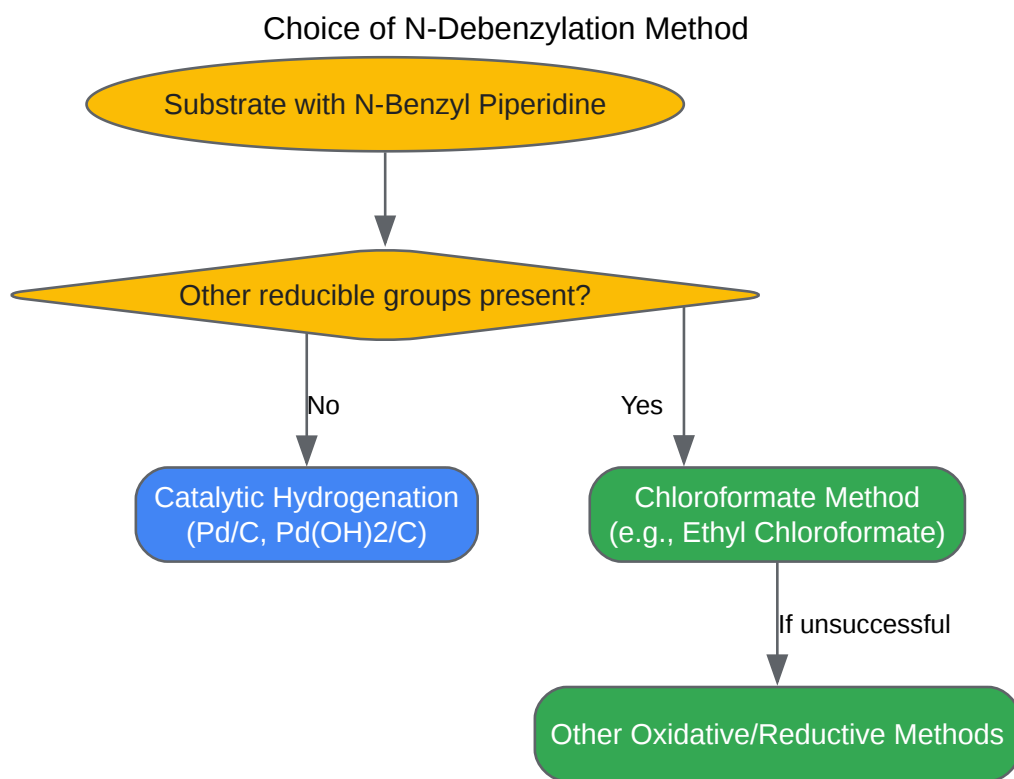 Choice of N-Debenzylation Method
Substrate with N-Benzyl Piperidine
Other reducible groups present?
No
Yes
Catalytic Hydrogenation
(Pd/C, Pd(OH)2/C)
Chloroformate Method
(e.g., Ethyl Chloroformate)
If unsuccessful
Other Oxidative/Reductive Methods